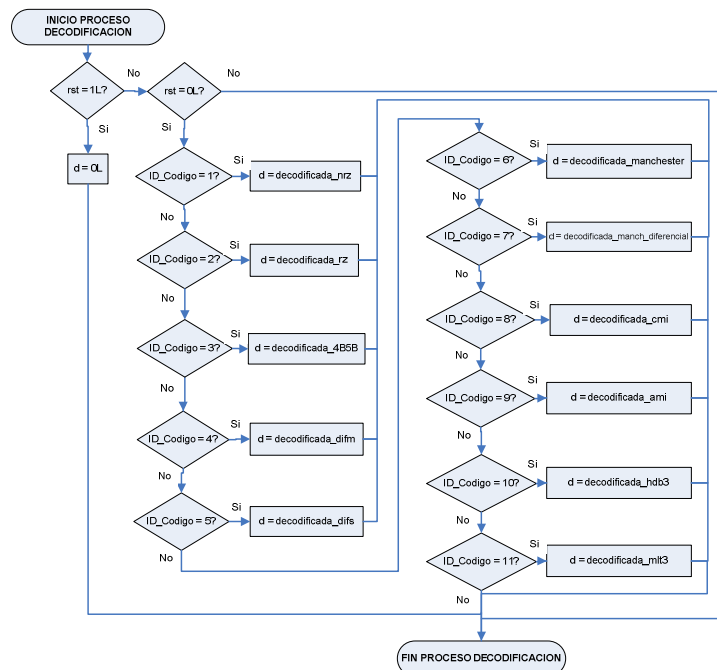 INICIO PROCESO
DECODIFICACION
rst = 1L?
No
rst = 0L?
No
Si
Si
d = 0L
ID_Codigo = 1?
Si
d = decodificada_nrz
No
ID_Codigo = 2?
Si
d = decodificada_rz
No
ID_Codigo = 3?
Si
d = decodificada_4B5B
No
ID_Codigo = 4?
Si
d = decodificada_difm
No
ID_Codigo = 5?
Si
d = decodificada_difs
No
ID_Codigo = 6?
Si
d = decodificada_manchester
No
ID_Codigo = 7?
Si
d = decodificada_manch_diferencial
No
ID_Codigo = 8?
Si
d = decodificada_cmi
No
ID_Codigo = 9?
Si
d = decodificada_ami
No
ID_Codigo = 10?
Si
d = decodificada_hdb3
No
ID_Codigo = 11?
Si
d = decodificada_mlt3
No
FIN PROCESO DECODIFICACION